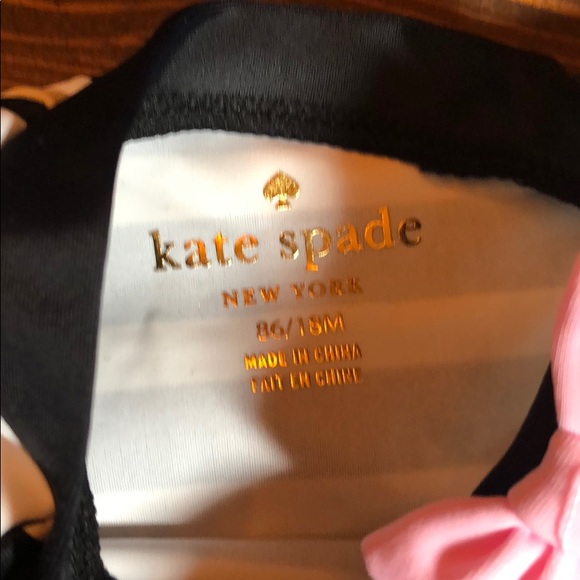 kate spade
NEW YORK
86/18M
MADE IN CHINA
FAIT EN CHINE